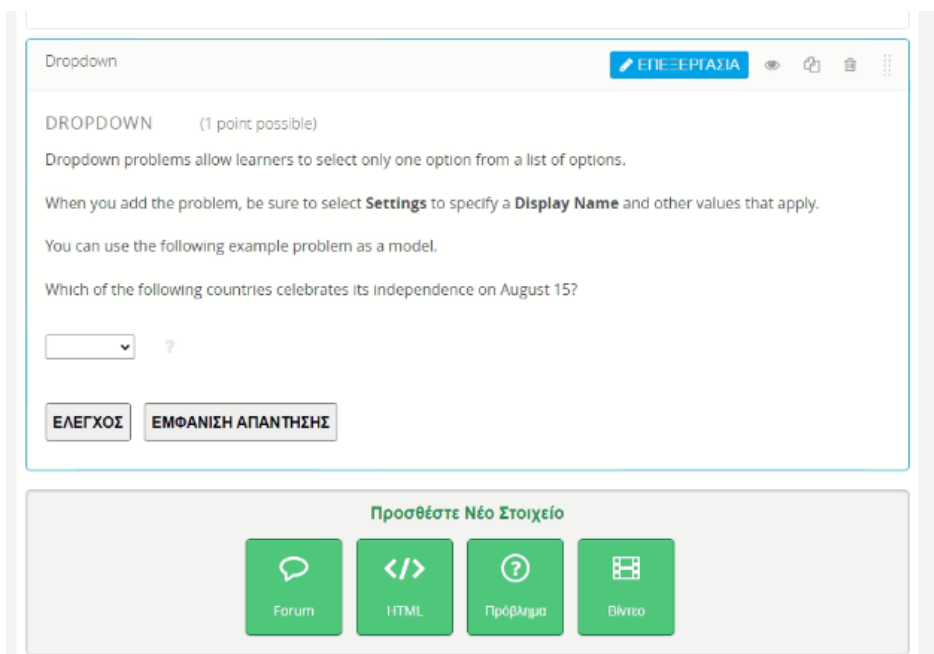 Dropdown
ΕΠΕΞΕΡΓΑΣΙΑ
DROPDOWN (1 point possible)
Dropdown problems allow learners to select only one option from a list of options.
When you add the problem, be sure to select Settings to specify a Display Name and other values that apply.
You can use the following example problem as a model.
Which of the following countries celebrates its independence on August 15?
?
ΕΛΕΓΧΟΣ ΕΜΦΑΝΙΣΗ ΑΠΑΝΤΗΣΗΣ
Προσθέστε Νέο Στοιχείο
Forum HTML Πρόβλημα Βίντεο